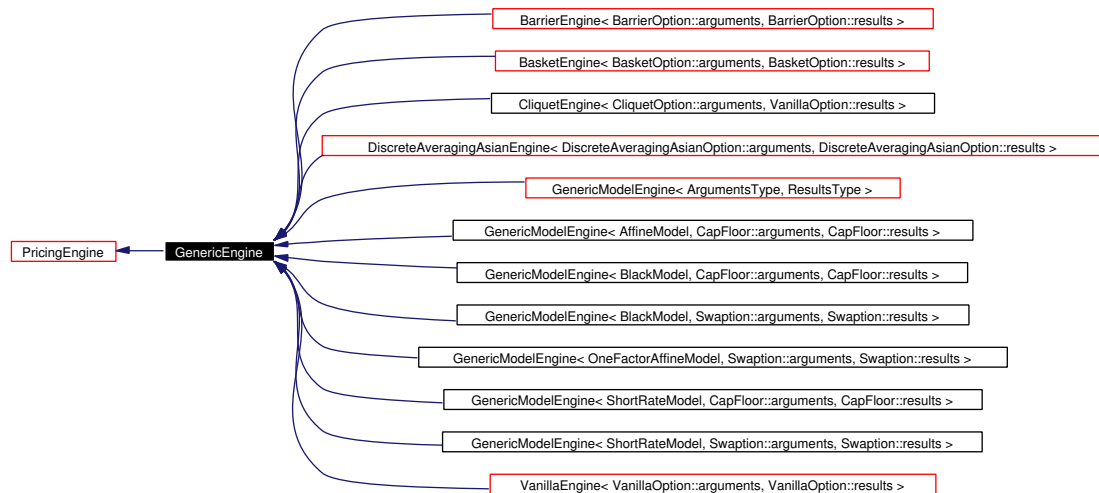 BarrierEngine< BarrierOption::arguments, BarrierOption::results >
BasketEngine< BasketOption::arguments, BasketOption::results >
CliquetEngine< CliquetOption::arguments, VanillaOption::results >
DiscreteAveragingAsianEngine< DiscreteAveragingAsianOption::arguments, DiscreteAveragingAsianOption::results >
GenericModelEngine< ArgumentsType, ResultsType >
GenericModelEngine< AffineModel, CapFloor::arguments, CapFloor::results >
PricingEngine
GenericEngine
GenericModelEngine< BlackModel, CapFloor::arguments, CapFloor::results >
GenericModelEngine< BlackModel, Swaption::arguments, Swaption::results >
GenericModelEngine< OneFactorAffineModel, Swaption::arguments, Swaption::results >
GenericModelEngine< ShortRateModel, CapFloor::arguments, CapFloor::results >
GenericModelEngine< ShortRateModel, Swaption::arguments, Swaption::results >
VanillaEngine< VanillaOption::arguments, VanillaOption::results >